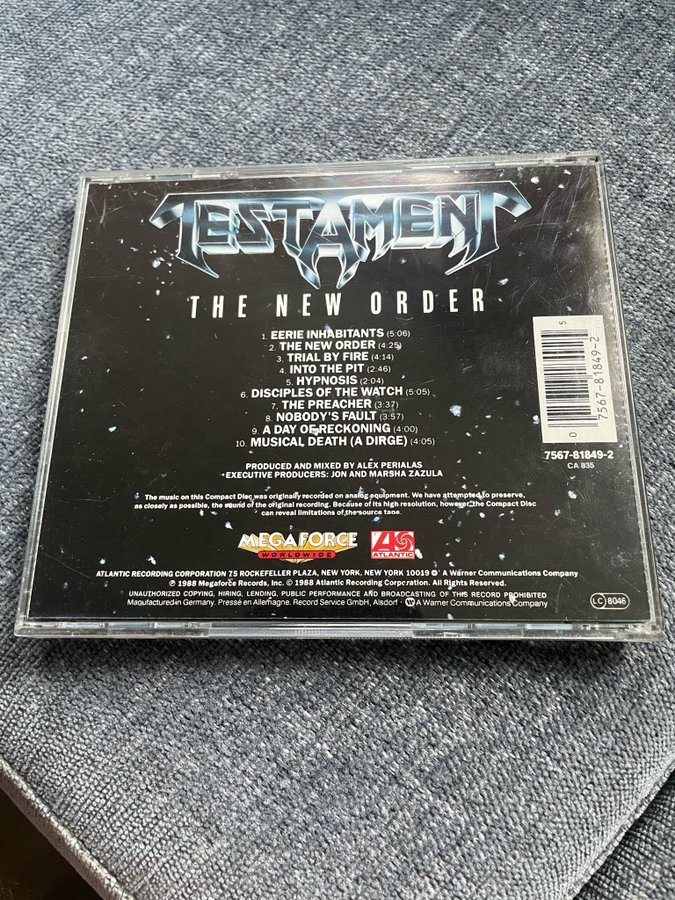 TESTAMENT
THE NEW ORDER
1. EERIE INHABITANTS (5:06)
2. THE NEW ORDER (4:25)
3. TRIAL BY FIRE (4:14)
4. INTO THE PIT (2:46)
5. HYPNOSIS (2:04)
6. DISCIPLES OF THE WATCH (5:05)
7. THE PREACHER (3:37)
8. NOBODY'S FAULT (3:57)
9. A DAY OF RECKONING (4:00)
10. MUSICAL DEATH (A DIRGE) (4:05)
5
0 7567-81849-2
7567-81849-2
CA 835
PRODUCED AND MIXED BY ALEX PERIALAS
EXECUTIVE PRODUCERS: JON AND MARSHA ZAZULA
The music on this Compact Disc was originally recorded on analog equipment. We have attempted to preserve,
as closely as possible, the sound of the original recording. Because of its high resolution, however, the Compact Disc
can reveal limitations of the source tape.
MEGAFORCE
WORLDWIDE
ATLANTIC
ATLANTIC RECORDING CORPORATION 75 ROCKEFELLER PLAZA, NEW YORK, NEW YORK 10019 A Warner Communications Company
℗ 1988 Megaforce Records, Inc. © 1988 Atlantic Recording Corporation. All Rights Reserved.
UNAUTHORIZED COPYING, HIRING, LENDING, PUBLIC PERFORMANCE AND BROADCASTING OF THIS RECORD PROHIBITED
Manufactured in Germany. Pressé en Allemagne. Record Service GmbH, Alsdorf · A Warner Communications Company
LC 8046